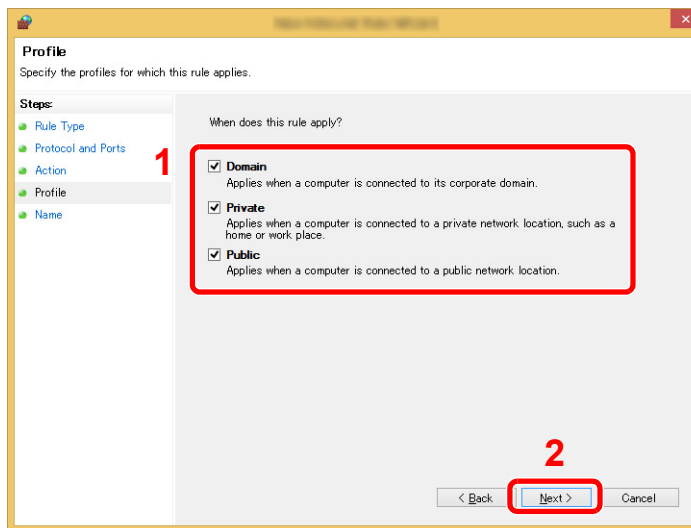 Profile
Specify the profiles for which this rule applies.
Steps:
Rule Type
Protocol and Ports
Action
Profile
Name
When does this rule apply?
1
Domain
Applies when a computer is connected to its corporate domain.
Private
Applies when a computer is connected to a private network location, such as a
home or work place.
Public
Applies when a computer is connected to a public network location.
2
< Back
Next >
Cancel